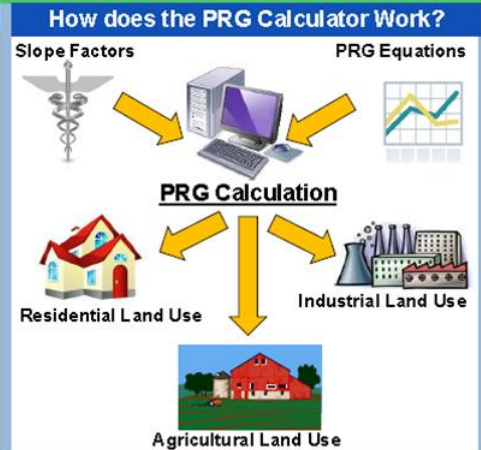 How does the PRG Calculator Work?
Slope Factors
PRG Equations
PRG Calculation
Residential Land Use
Industrial Land Use
Agricultural Land Use